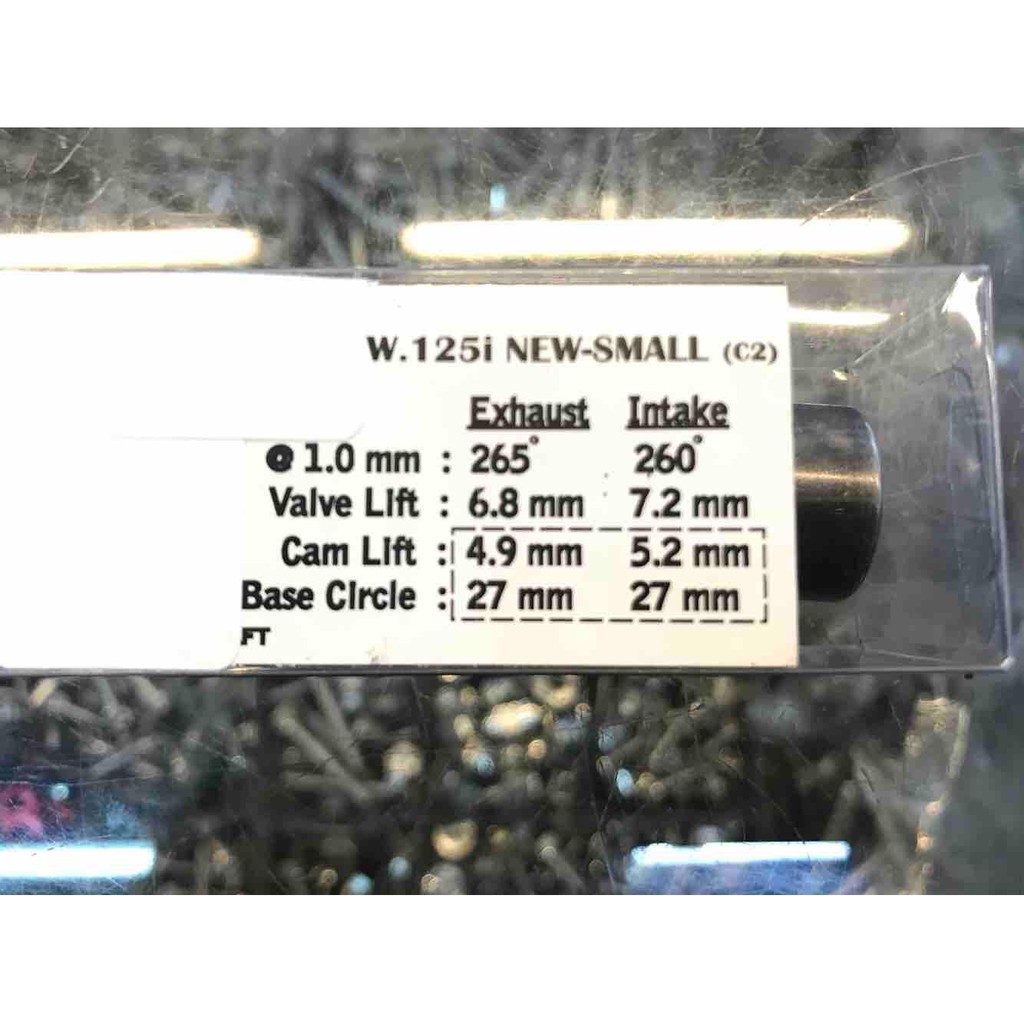 W.125i NEW-SMALL (C2)
Exhaust Intake
@ 1.0 mm : 265° 260°
Valve Lift : 6.8 mm 7.2 mm
Cam Lift : 4.9 mm 5.2 mm
Base Circle : 27 mm 27 mm
FT